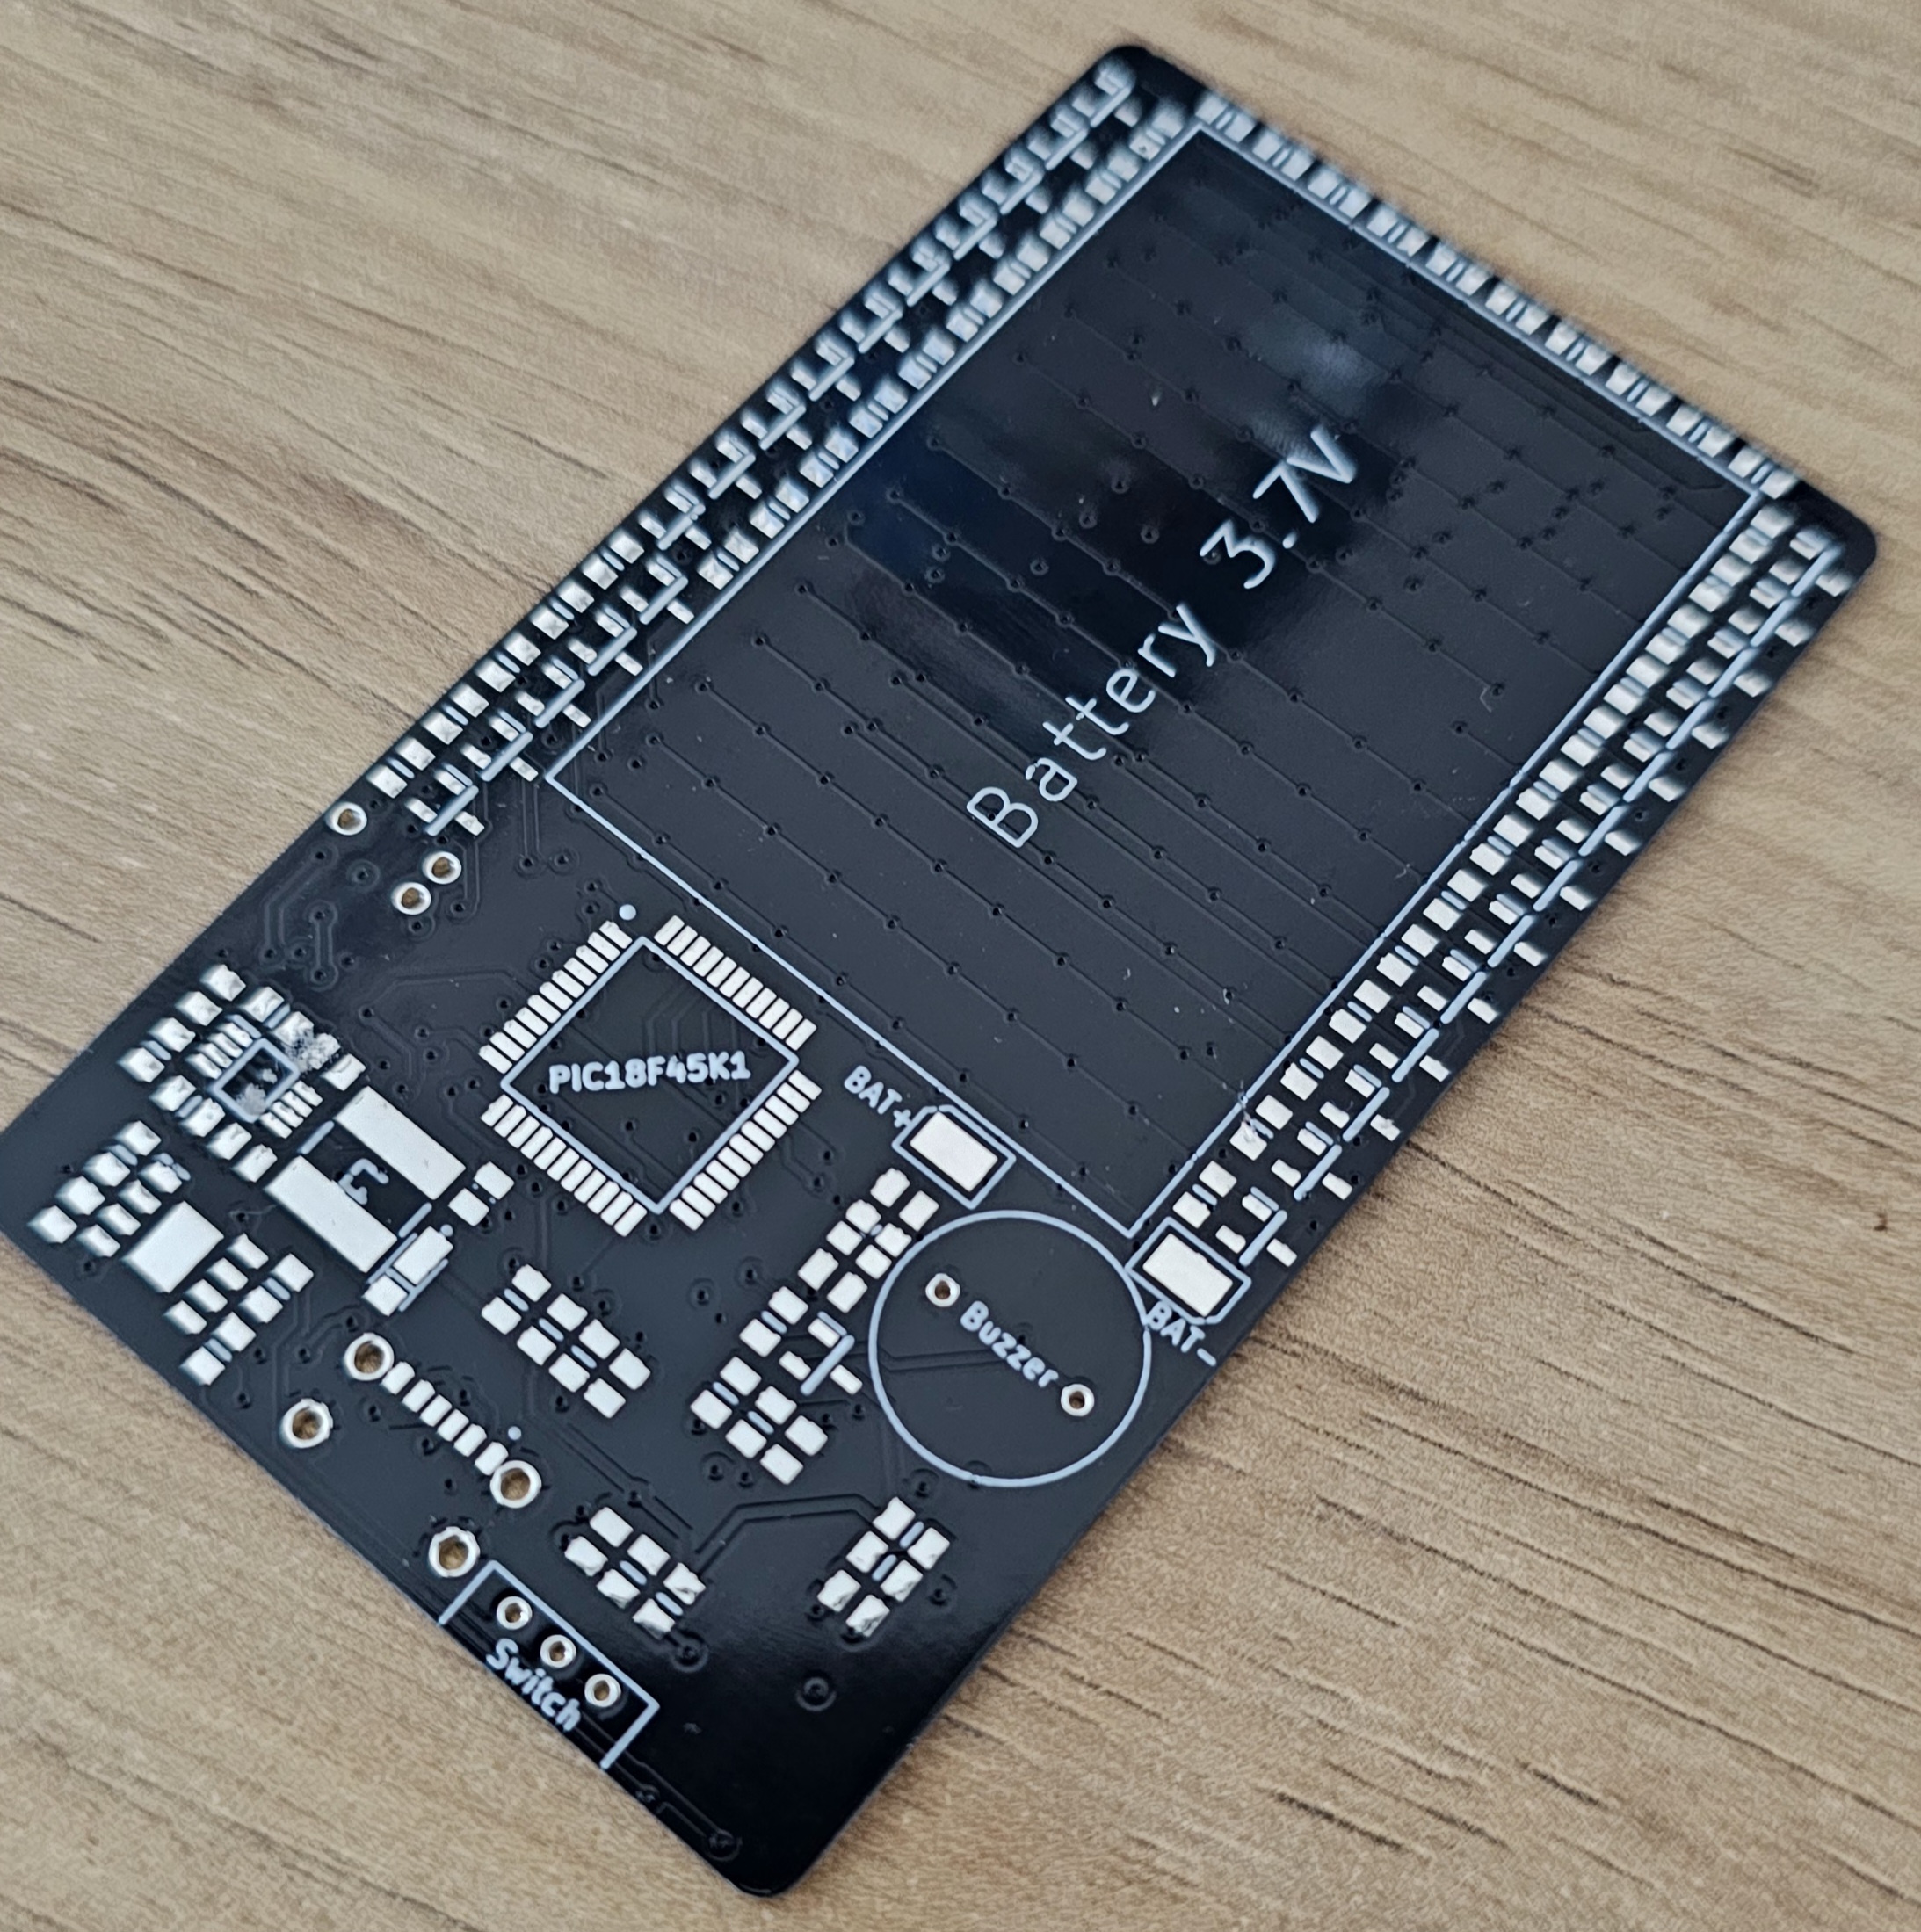 Battery 3.7V
PIC18F45K1
BAT+
Buzzer
BAT-
Switch